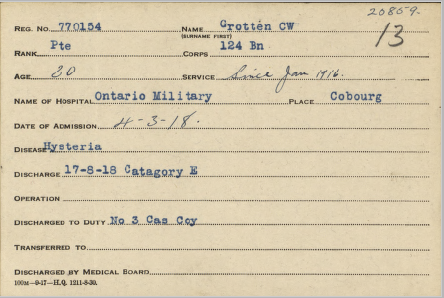 20859.
13
REG. NO. 770154 NAME Grotten CW
(SURNAME FIRST)
RANK Pte CORPS 124 Bn
AGE 30 SERVICE Since Jan 1916.
NAME OF HOSPITAL Ontario Military PLACE Cobourg
DATE OF ADMISSION 4-3-18.
DISEASE Hysteria
DISCHARGE 17-8-18 Catagory E
OPERATION
DISCHARGED TO DUTY No 3 Cas Coy
TRANSFERRED TO
DISCHARGED BY MEDICAL BOARD
100M-9-17-H.Q. 1211-8-30.